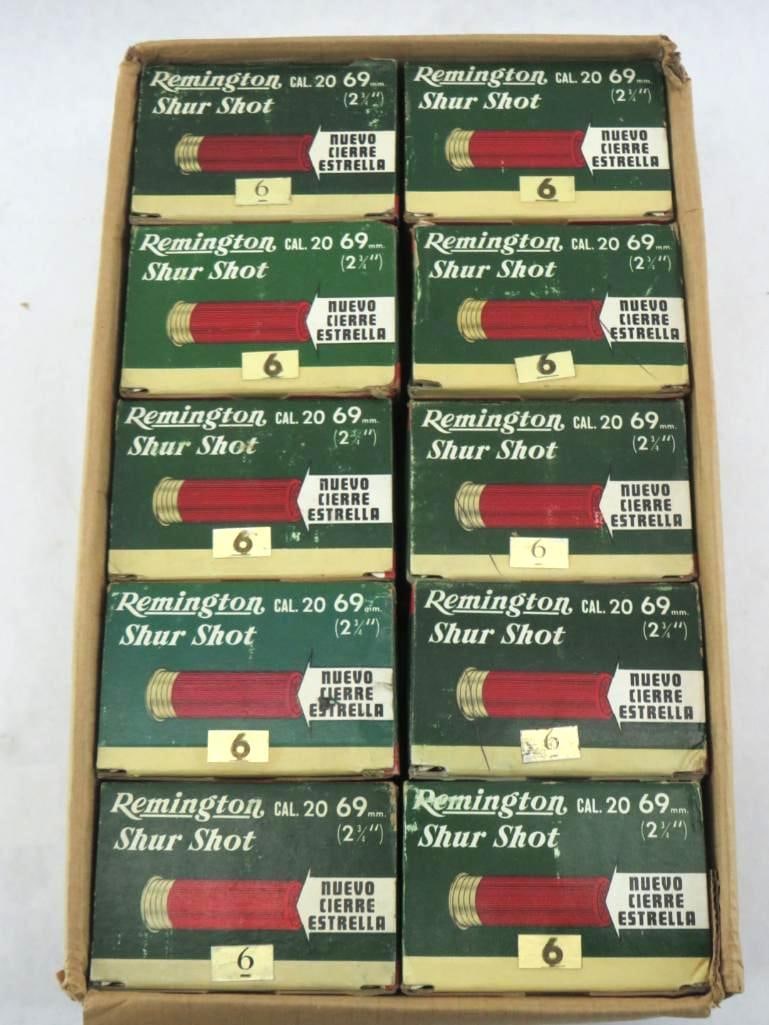 Remington CAL. 20 69 mm.
Shur Shot (2¾")
NUEVO
CIERRE
ESTRELLA
6
Remington CAL. 20 69 mm.
Shur Shot (2¾")
NUEVO
CIERRE
ESTRELLA
6
Remington CAL. 20 69 mm.
Shur Shot (2¾")
NUEVO
CIERRE
ESTRELLA
6
Remington CAL. 20 69 mm.
Shur Shot (2¾")
NUEVO
CIERRE
ESTRELLA
6
Remington CAL. 20 69 mm.
Shur Shot (2¾")
NUEVO
CIERRE
ESTRELLA
6
Remington CAL. 20 69 mm.
Shur Shot (2¾")
NUEVO
CIERRE
ESTRELLA
6
Remington CAL. 20 69 mm.
Shur Shot (2¾")
NUEVO
CIERRE
ESTRELLA
6
Remington CAL. 20 69 mm.
Shur Shot (2¾")
NUEVO
CIERRE
ESTRELLA
6
Remington CAL. 20 69 mm.
Shur Shot (2¾")
NUEVO
CIERRE
ESTRELLA
6
Remington CAL. 20 69 mm.
Shur Shot (2¾")
NUEVO
CIERRE
ESTRELLA
6